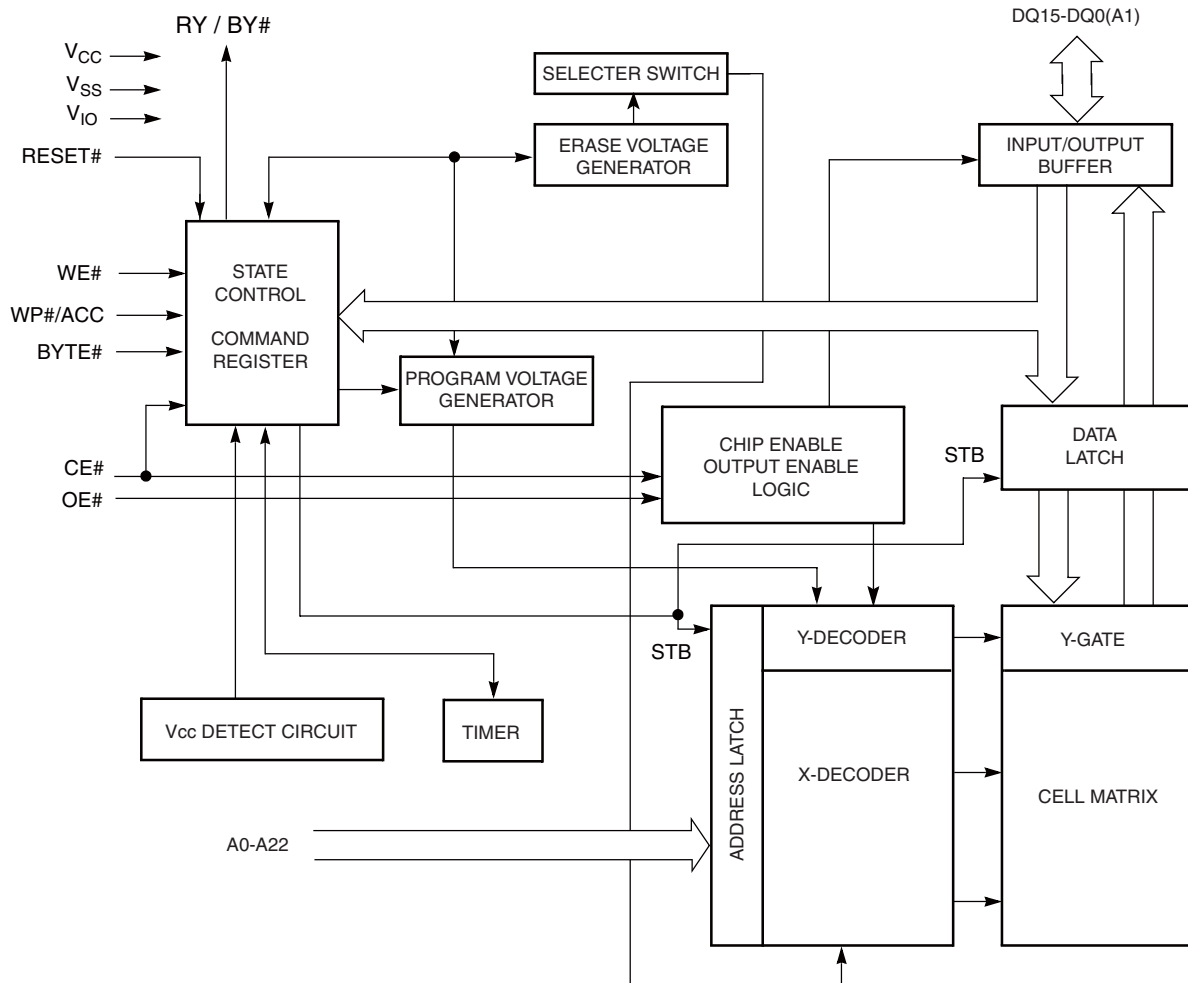 RY / BY#
DQ15-DQ0(A1)
VCC
VSS
VIO
RESET#
WE#
WP#/ACC
BYTE#
CE#
OE#
SELECTER SWITCH
ERASE VOLTAGE
GENERATOR
INPUT/OUTPUT
BUFFER
STATE
CONTROL
COMMAND
REGISTER
PROGRAM VOLTAGE
GENERATOR
CHIP ENABLE
OUTPUT ENABLE
LOGIC
STB
DATA
LATCH
STB
ADDRESS LATCH
Y-DECODER
Y-GATE
Vcc DETECT CIRCUIT
TIMER
X-DECODER
CELL MATRIX
A0-A22